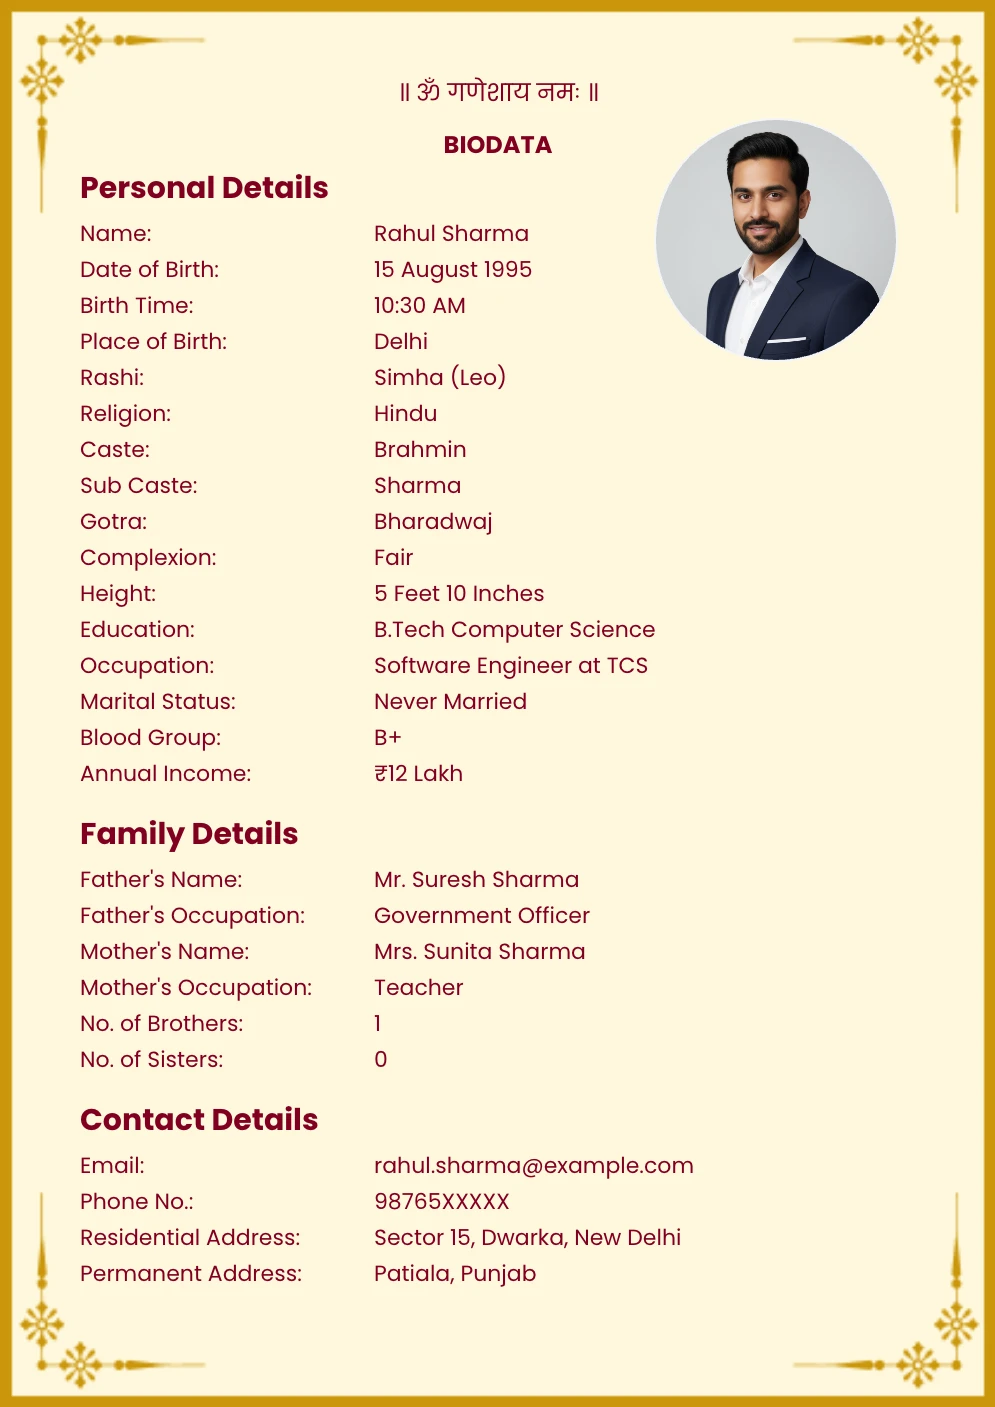 ॥ ॐ गणेशाय नमः ॥
BIODATA
Personal Details
Name: Rahul Sharma
Date of Birth: 15 August 1995
Birth Time: 10:30 AM
Place of Birth: Delhi
Rashi: Simha (Leo)
Religion: Hindu
Caste: Brahmin
Sub Caste: Sharma
Gotra: Bharadwaj
Complexion: Fair
Height: 5 Feet 10 Inches
Education: B.Tech Computer Science
Occupation: Software Engineer at TCS
Marital Status: Never Married
Blood Group: B+
Annual Income: ₹12 Lakh
Family Details
Father's Name: Mr. Suresh Sharma
Father's Occupation: Government Officer
Mother's Name: Mrs. Sunita Sharma
Mother's Occupation: Teacher
No. of Brothers: 1
No. of Sisters: 0
Contact Details
Email: rahul.sharma@example.com
Phone No.: 98765XXXXX
Residential Address: Sector 15, Dwarka, New Delhi
Permanent Address: Patiala, Punjab